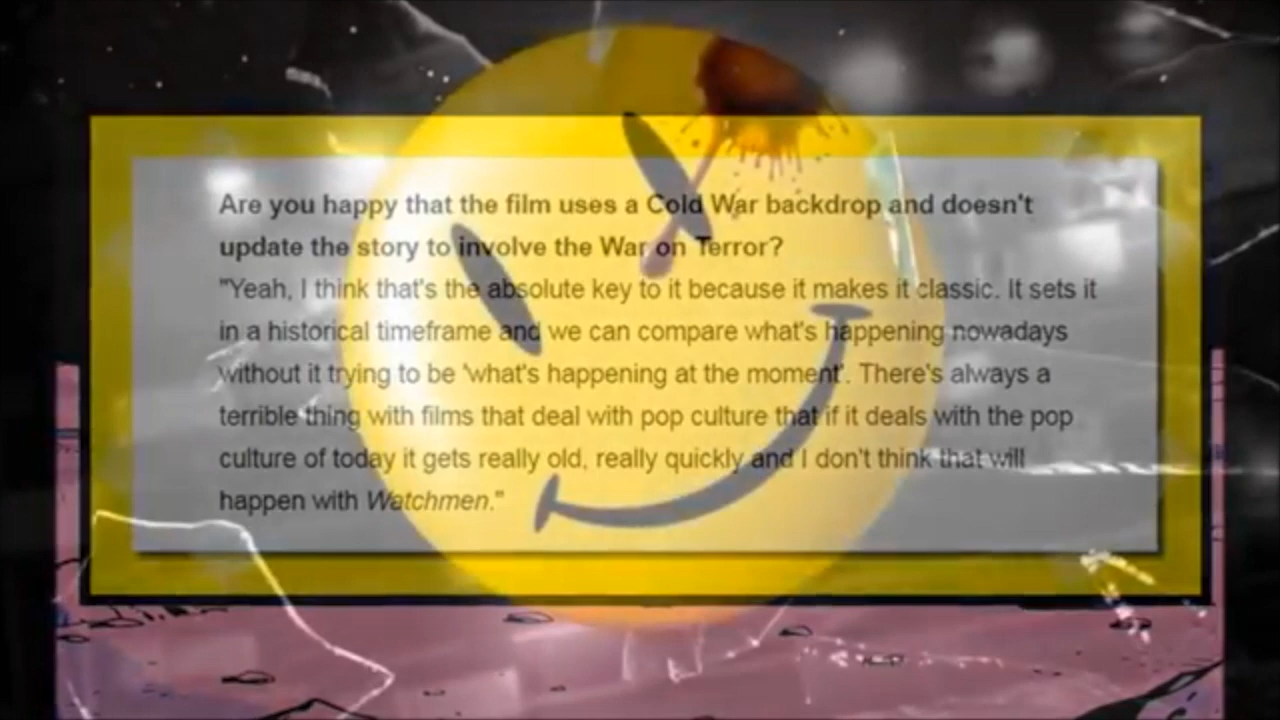 Are you happy that the film uses a Cold War backdrop and doesn't
update the story to involve the War on Terror?
"Yeah, I think that's the absolute key to it because it makes it classic. It sets it
in a historical timeframe and we can compare what's happening nowadays
without it trying to be 'what's happening at the moment'. There's always a
terrible thing with films that deal with pop culture that if it deals with the pop
culture of today it gets really old, really quickly and I don't think that will
happen with Watchmen."